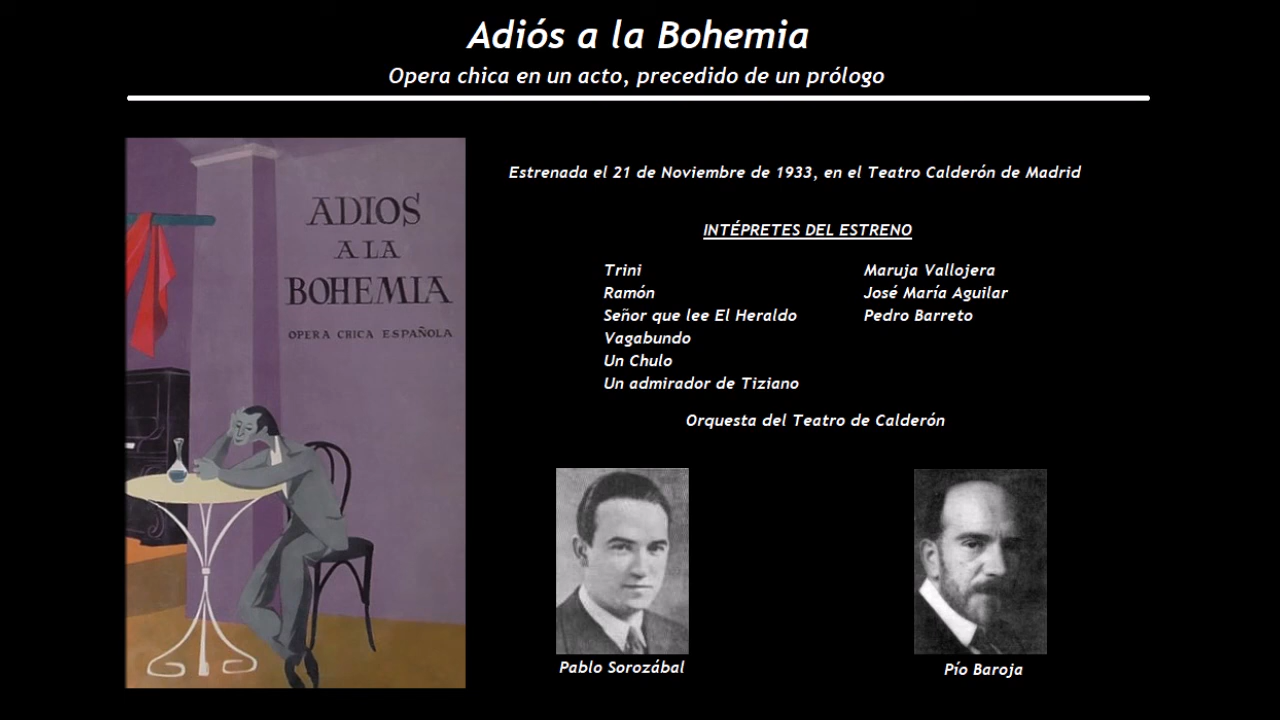 Adiós a la Bohemia
Opera chica en un acto, precedido de un prólogo
ADIOS
A LA
BOHEMIA
OPERA CHICA ESPAÑOLA
Estrenada el 21 de Noviembre de 1933, en el Teatro Calderón de Madrid
INTÉPRETES DEL ESTRENO
Trini Maruja Vallojera
Ramón José María Aguilar
Señor que lee El Heraldo Pedro Barreto
Vagabundo
Un Chulo
Un admirador de Tiziano
Orquesta del Teatro de Calderón
Pablo Sorozábal
Pío Baroja